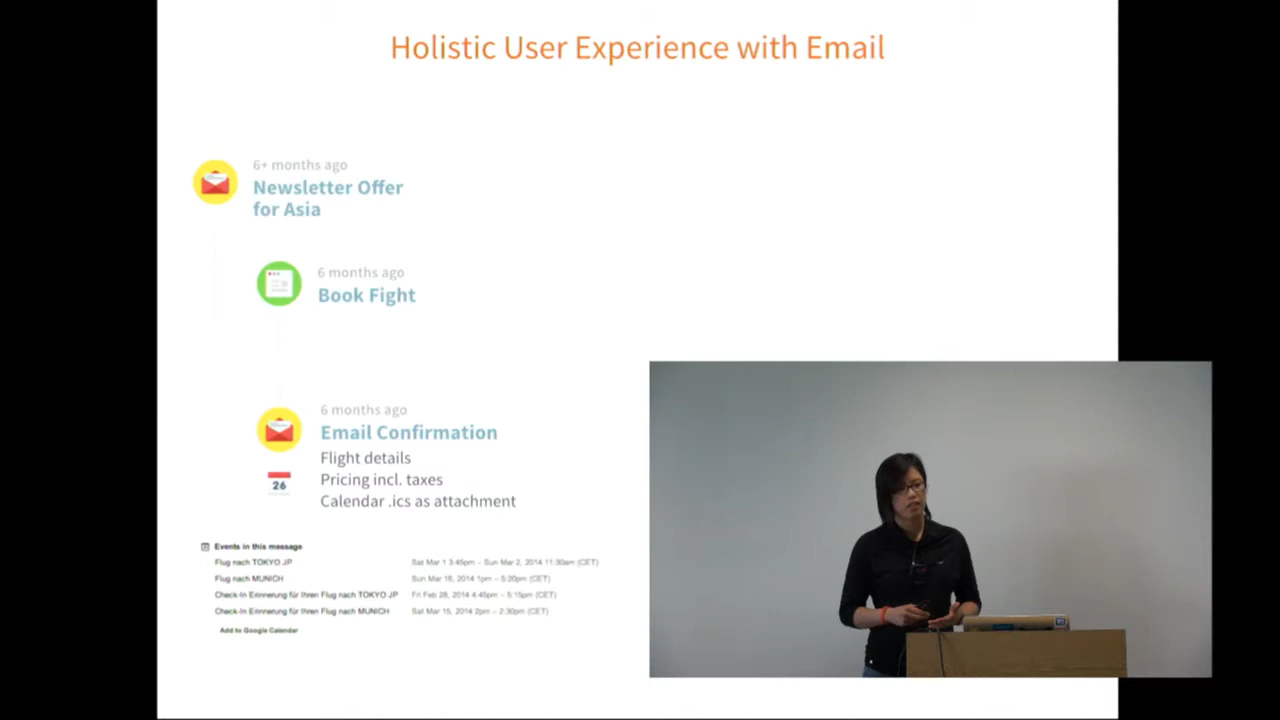 Holistic User Experience with Email
6+ months ago
Newsletter Offer
for Asia
6 months ago
Book Fight
6 months ago
Email Confirmation
Flight details
26
Pricing incl. taxes
Calendar .ics as attachment
Events in this message
Flug nach TOKYO JP Sat Mar 1 3:45pm – Sun Mar 2, 2014 11:30am (CET)
Flug nach MUNICH Sun Mar 16, 2014 1pm – 5:20pm (CET)
Check-In Erinnerung für Ihren Flug nach TOKYO JP Fri Feb 28, 2014 4:45pm – 5:15pm (CET)
Check-In Erinnerung für Ihren Flug nach MUNICH Sat Mar 15, 2014 2pm – 2:30pm (CET)
Add to Google Calendar